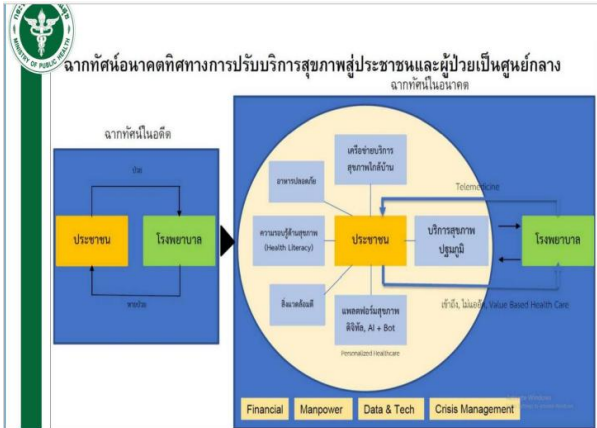 MINISTRY OF PUBLIC HEALTH
ฉากทัศน์อนาคตทิศทางการปรับบริการสุขภาพสู่ประชาชนและผู้ป่วยเป็นศูนย์กลาง
ฉากทัศน์ในอดีต
ป่วย
ประชาชน
โรงพยาบาล
หายป่วย
ฉากทัศน์ในอนาคต
เครือข่ายบริการ
สุขภาพใกล้บ้าน
อาหารปลอดภัย
Telemedicine
ความรอบรู้ด้านสุขภาพ
(Health Literacy)
ประชาชน
บริการสุขภาพ
ปฐมภูมิ
โรงพยาบาล
สิ่งแวดล้อมดี
แพลตฟอร์มสุขภาพ
ดิจิทัล, AI + Bot
เข้าถึง, ไม่แออัด, Value Based Health Care
Personalized Healthcare
Financial
Manpower
Data & Tech
Crisis Management